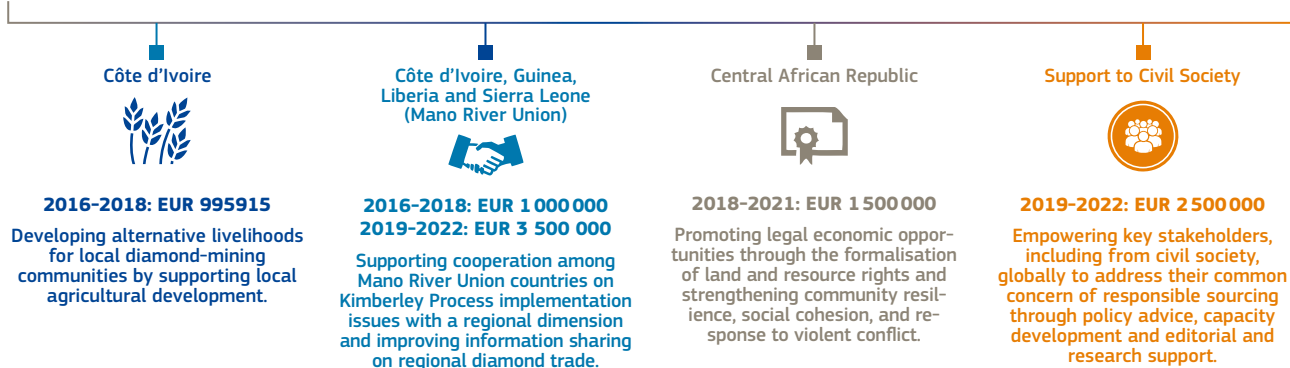 Côte d'Ivoire
2016-2018: EUR 995915
Developing alternative livelihoods
for local diamond-mining
communities by supporting local
agricultural development.
Côte d'Ivoire, Guinea,
Liberia and Sierra Leone
(Mano River Union)
2016-2018: EUR 1 000 000
2019-2022: EUR 3 500 000
Supporting cooperation among
Mano River Union countries on
Kimberley Process implementation
issues with a regional dimension
and improving information sharing
on regional diamond trade.
Central African Republic
2018-2021: EUR 1 500 000
Promoting legal economic oppor-
tunities through the formalisation
of land and resource rights and
strengthening community resil-
ience, social cohesion, and re-
sponse to violent conflict.
Support to Civil Society
2019-2022: EUR 2 500 000
Empowering key stakeholders,
including from civil society,
globally to address their common
concern of responsible sourcing
through policy advice, capacity
development and editorial and
research support.